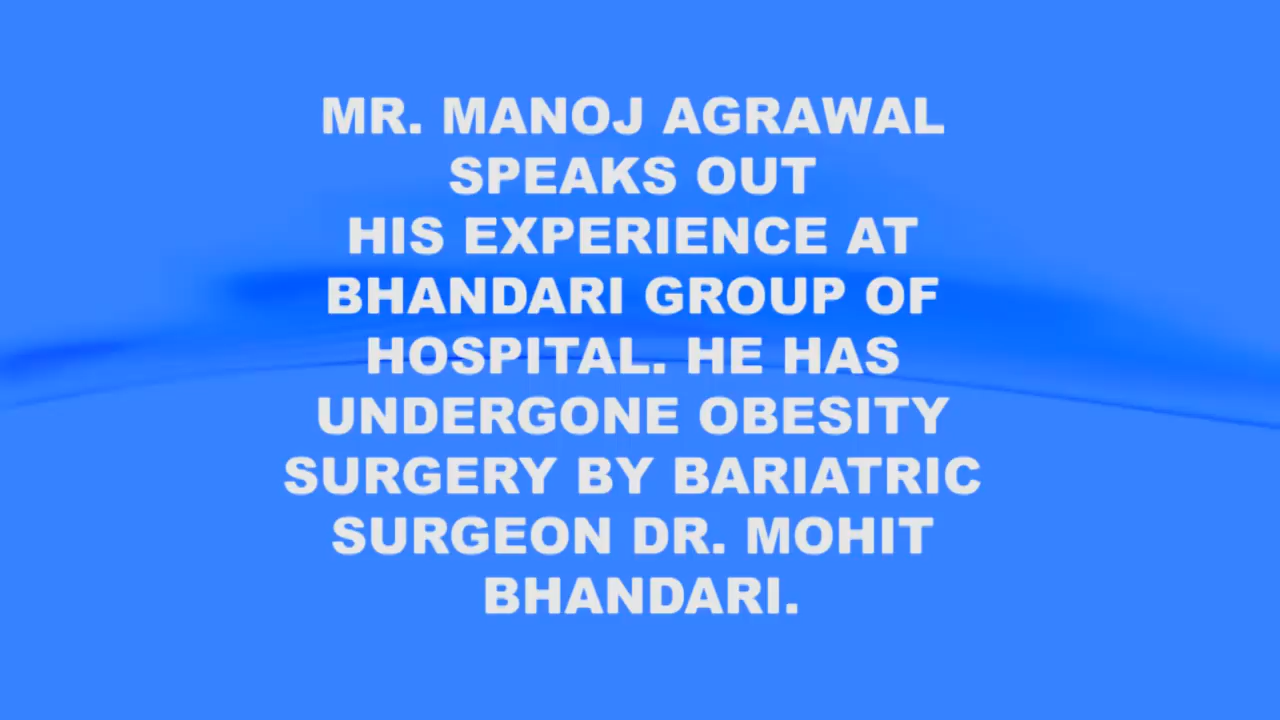 MR. MANOJ AGRAWAL
SPEAKS OUT
HIS EXPERIENCE AT
BHANDARI GROUP OF
HOSPITAL. HE HAS
UNDERGONE OBESITY
SURGERY BY BARIATRIC
SURGEON DR. MOHIT
BHANDARI.